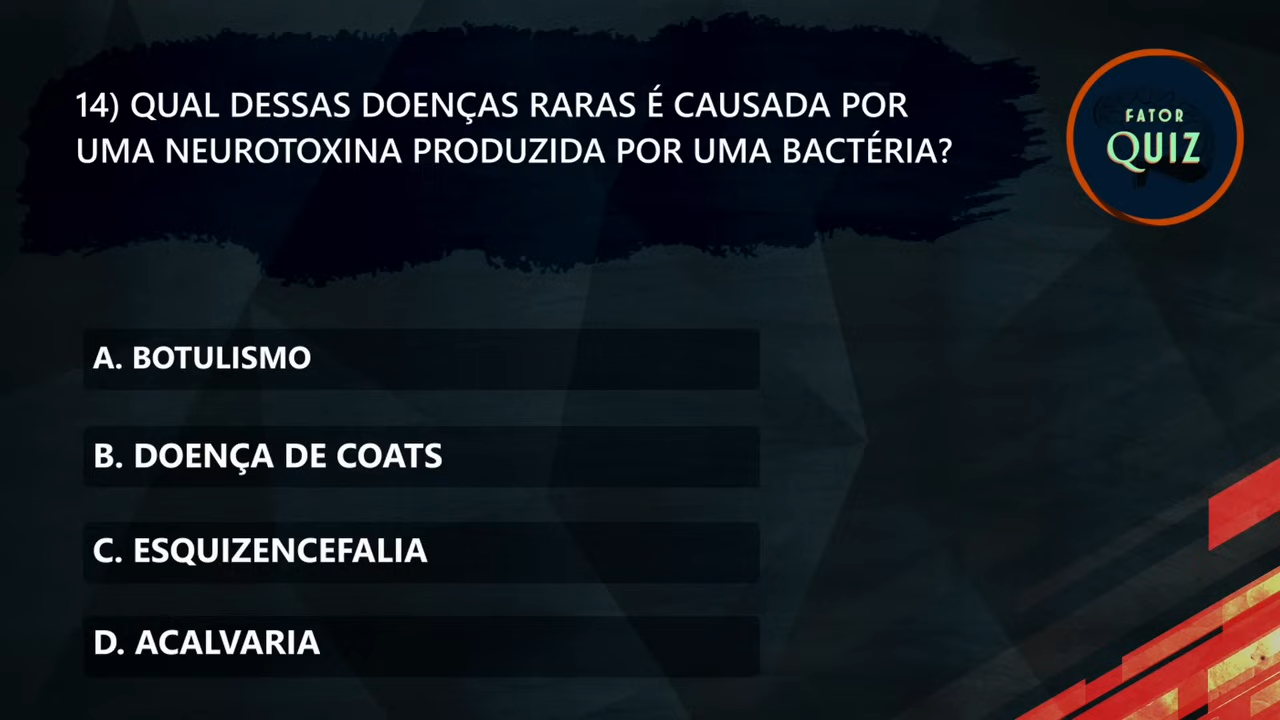 14) QUAL DESSAS DOENÇAS RARAS É CAUSADA POR
UMA NEUROTOXINA PRODUZIDA POR UMA BACTÉRIA?
FATOR
QUIZ
A. BOTULISMO
B. DOENÇA DE COATS
C. ESQUIZENCEFALIA
D. ACALVARIA